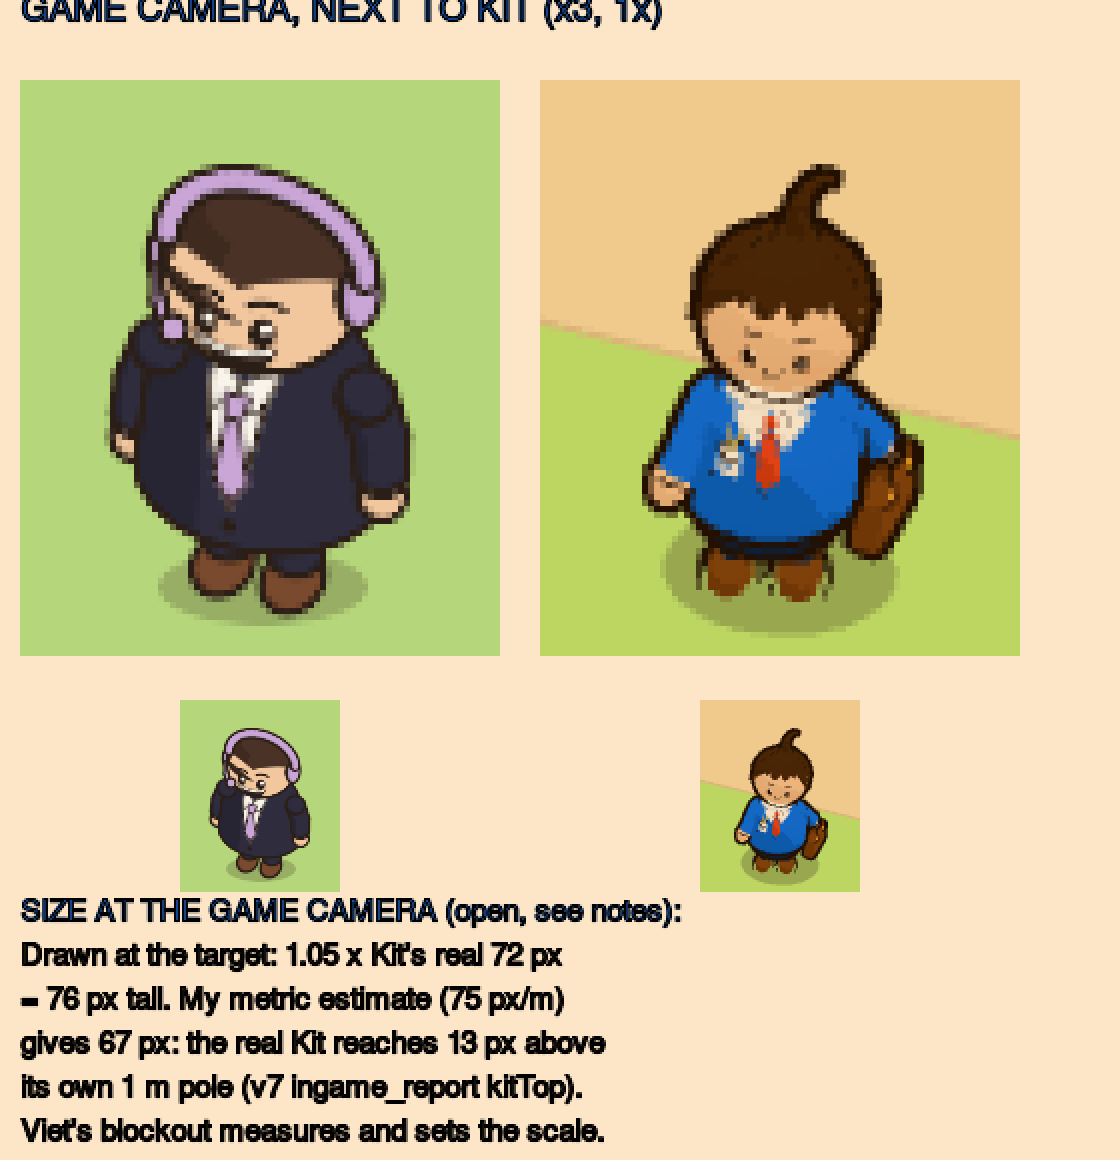 GAME CAMERA, NEXT TO KIT (x3, 1x)
SIZE AT THE GAME CAMERA (open, see notes):
Drawn at the target: 1.05 x Kit's real 72 px
= 76 px tall. My metric estimate (75 px/m)
gives 67 px: the real Kit reaches 13 px above
its own 1 m pole (v7 ingame_report kitTop).
Viet's blockout measures and sets the scale.